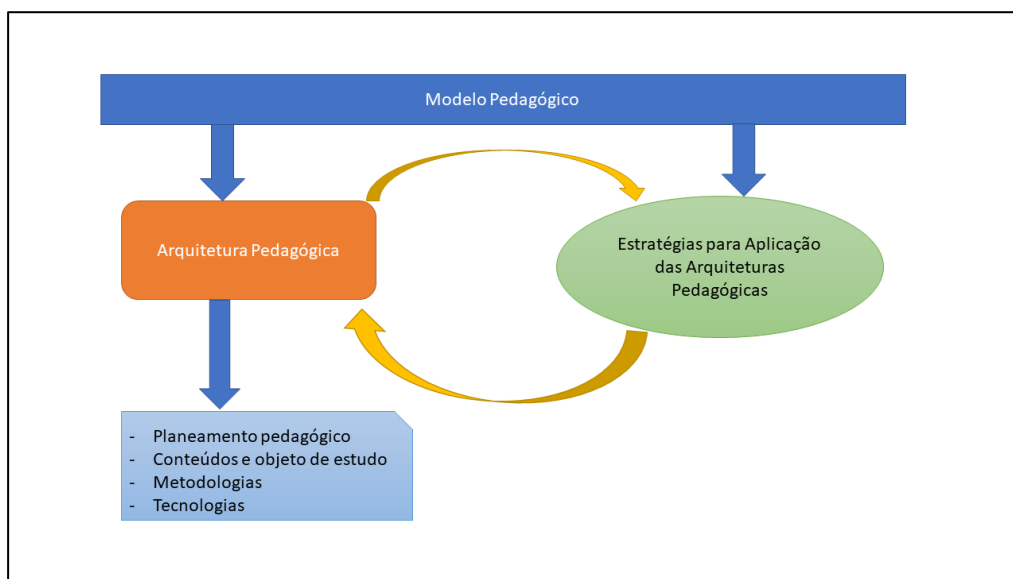 Modelo Pedagógico
Arquitetura Pedagógica
Estratégias para Aplicação
das Arquiteturas
Pedagógicas
- Planeamento pedagógico
- Conteúdos e objeto de estudo
- Metodologias
- Tecnologias